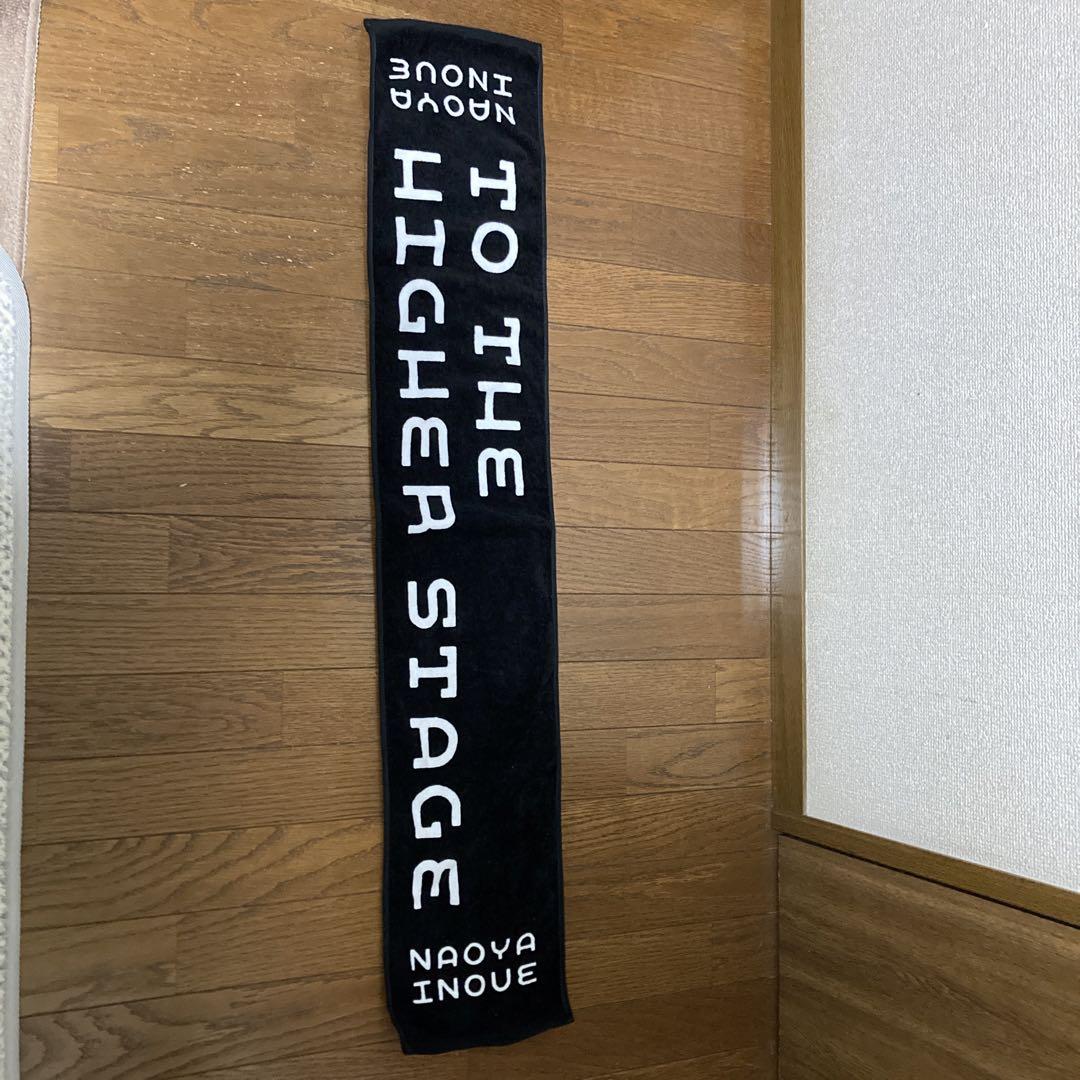 NAOYA
INOUE
TO THE
HIGHER STAGE
NAOYA
INOUE